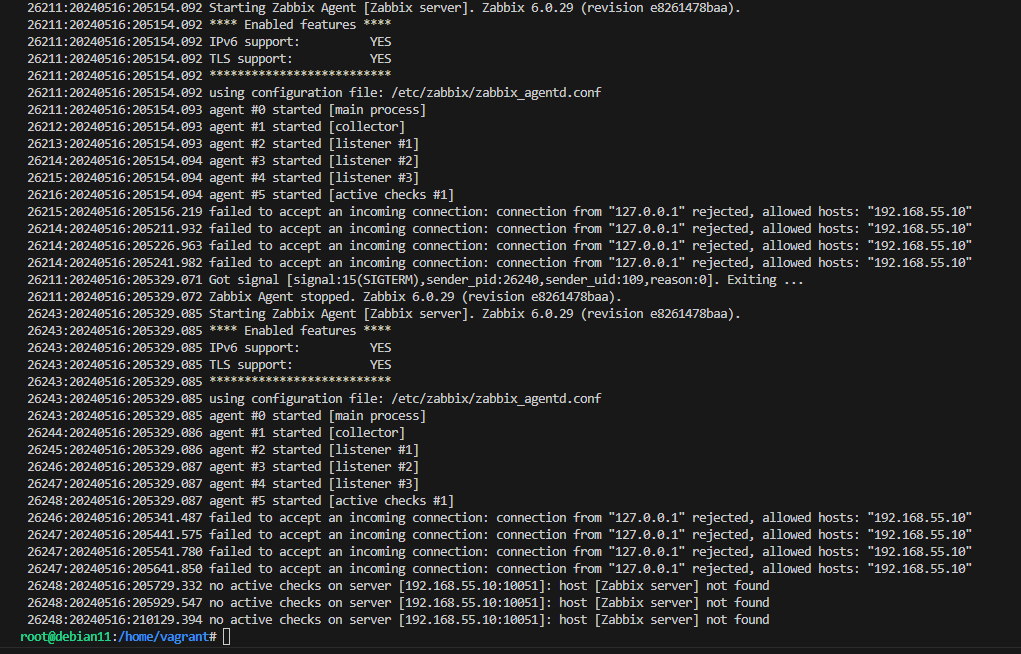 26211:20240516:205154.092 Starting Zabbix Agent [Zabbix server]. Zabbix 6.0.29 (revision e8261478baa).
26211:20240516:205154.092 **** Enabled features ****
26211:20240516:205154.092 IPv6 support:          YES
26211:20240516:205154.092 TLS support:           YES
26211:20240516:205154.092 **************************
26211:20240516:205154.092 using configuration file: /etc/zabbix/zabbix_agentd.conf
26211:20240516:205154.093 agent #0 started [main process]
26212:20240516:205154.093 agent #1 started [collector]
26213:20240516:205154.093 agent #2 started [listener #1]
26214:20240516:205154.094 agent #3 started [listener #2]
26215:20240516:205154.094 agent #4 started [listener #3]
26216:20240516:205154.094 agent #5 started [active checks #1]
26215:20240516:205156.219 failed to accept an incoming connection: connection from "127.0.0.1" rejected, allowed hosts: "192.168.55.10"
26214:20240516:205211.932 failed to accept an incoming connection: connection from "127.0.0.1" rejected, allowed hosts: "192.168.55.10"
26214:20240516:205226.963 failed to accept an incoming connection: connection from "127.0.0.1" rejected, allowed hosts: "192.168.55.10"
26214:20240516:205241.982 failed to accept an incoming connection: connection from "127.0.0.1" rejected, allowed hosts: "192.168.55.10"
26211:20240516:205329.071 Got signal [signal:15(SIGTERM),sender_pid:26240,sender_uid:109,reason:0]. Exiting ...
26211:20240516:205329.072 Zabbix Agent stopped. Zabbix 6.0.29 (revision e8261478baa).
26243:20240516:205329.085 Starting Zabbix Agent [Zabbix server]. Zabbix 6.0.29 (revision e8261478baa).
26243:20240516:205329.085 **** Enabled features ****
26243:20240516:205329.085 IPv6 support:          YES
26243:20240516:205329.085 TLS support:           YES
26243:20240516:205329.085 **************************
26243:20240516:205329.085 using configuration file: /etc/zabbix/zabbix_agentd.conf
26243:20240516:205329.085 agent #0 started [main process]
26244:20240516:205329.086 agent #1 started [collector]
26245:20240516:205329.086 agent #2 started [listener #1]
26246:20240516:205329.087 agent #3 started [listener #2]
26247:20240516:205329.087 agent #4 started [listener #3]
26248:20240516:205329.087 agent #5 started [active checks #1]
26246:20240516:205341.487 failed to accept an incoming connection: connection from "127.0.0.1" rejected, allowed hosts: "192.168.55.10"
26247:20240516:205441.575 failed to accept an incoming connection: connection from "127.0.0.1" rejected, allowed hosts: "192.168.55.10"
26247:20240516:205541.780 failed to accept an incoming connection: connection from "127.0.0.1" rejected, allowed hosts: "192.168.55.10"
26247:20240516:205641.850 failed to accept an incoming connection: connection from "127.0.0.1" rejected, allowed hosts: "192.168.55.10"
26248:20240516:205729.332 no active checks on server [192.168.55.10:10051]: host [Zabbix server] not found
26248:20240516:205929.547 no active checks on server [192.168.55.10:10051]: host [Zabbix server] not found
26248:20240516:210129.394 no active checks on server [192.168.55.10:10051]: host [Zabbix server] not found
root@debian11:/home/vagrant#